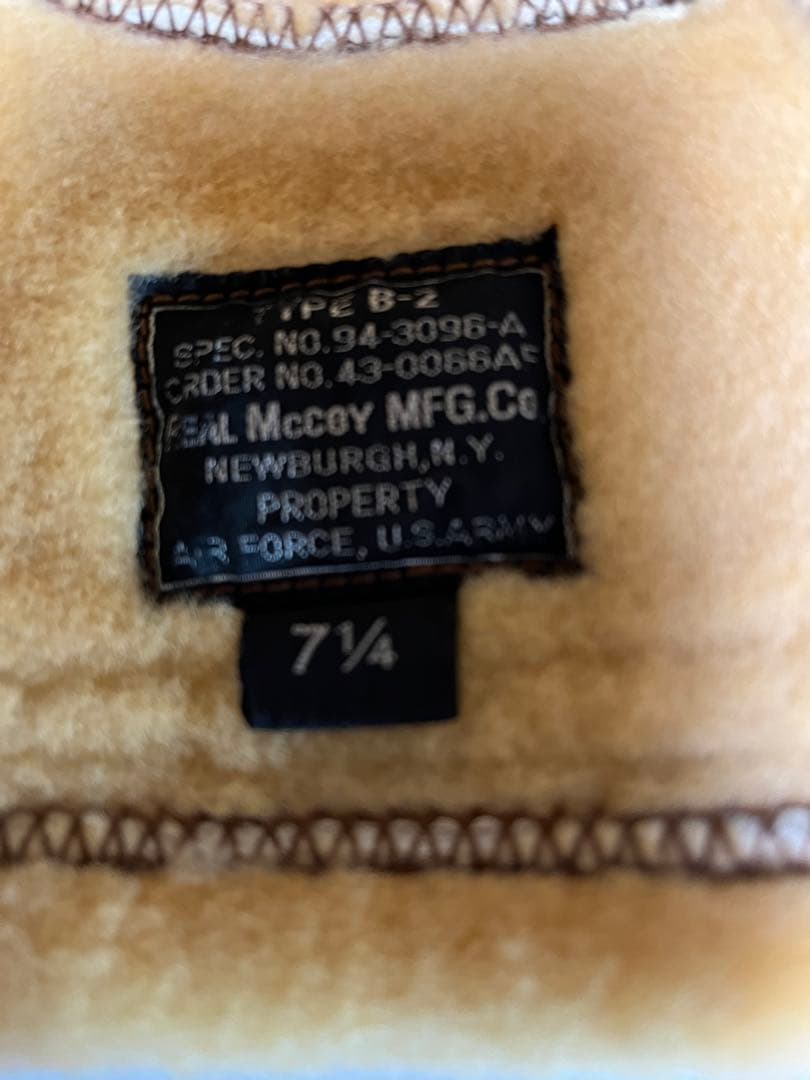 TYPE B-2
SPEC. NO.94-3096-A
ORDER NO.43-0066AF
REAL McCOY MFG.Co
NEWBURGH,N.Y.
PROPERTY
AIR FORCE, U.S.ARMY
7¼